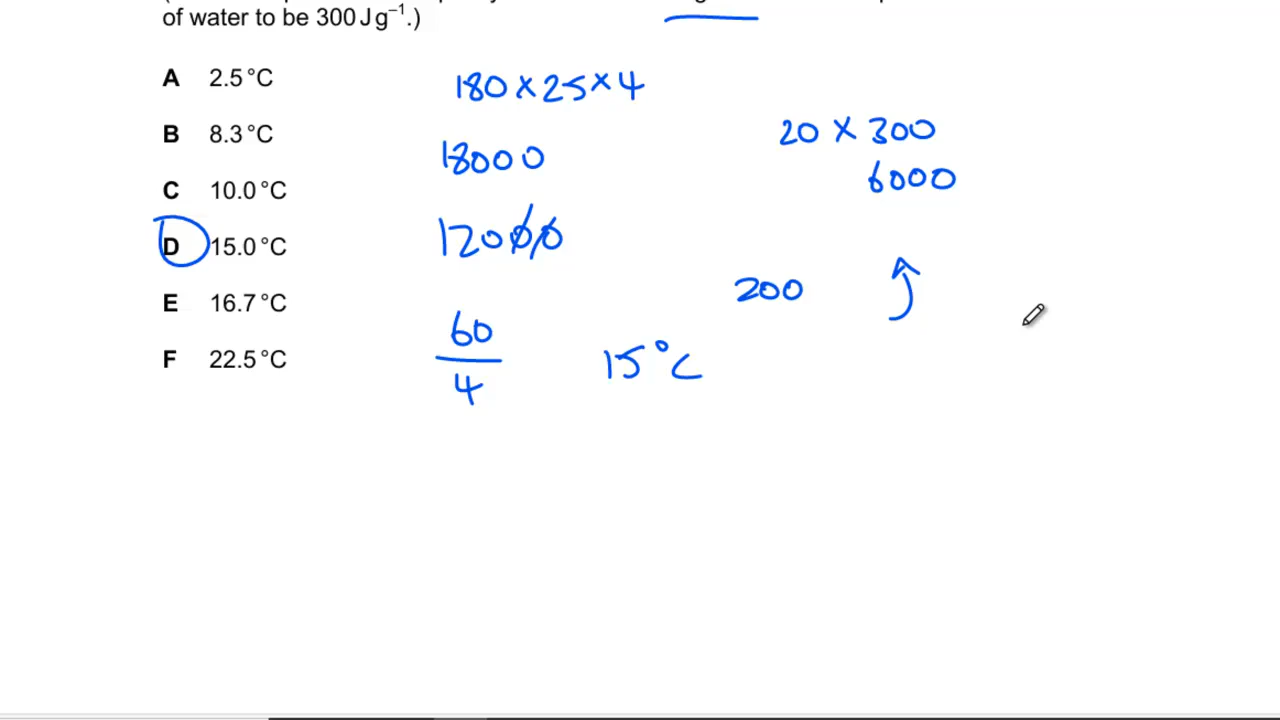 of water to be 300 J g⁻¹.)
A 2.5 °C
B 8.3 °C
C 10.0 °C
D 15.0 °C
E 16.7 °C
F 22.5 °C
180 × 25 × 4
18000
12000
60
4
15°C
20 × 300
6000
200